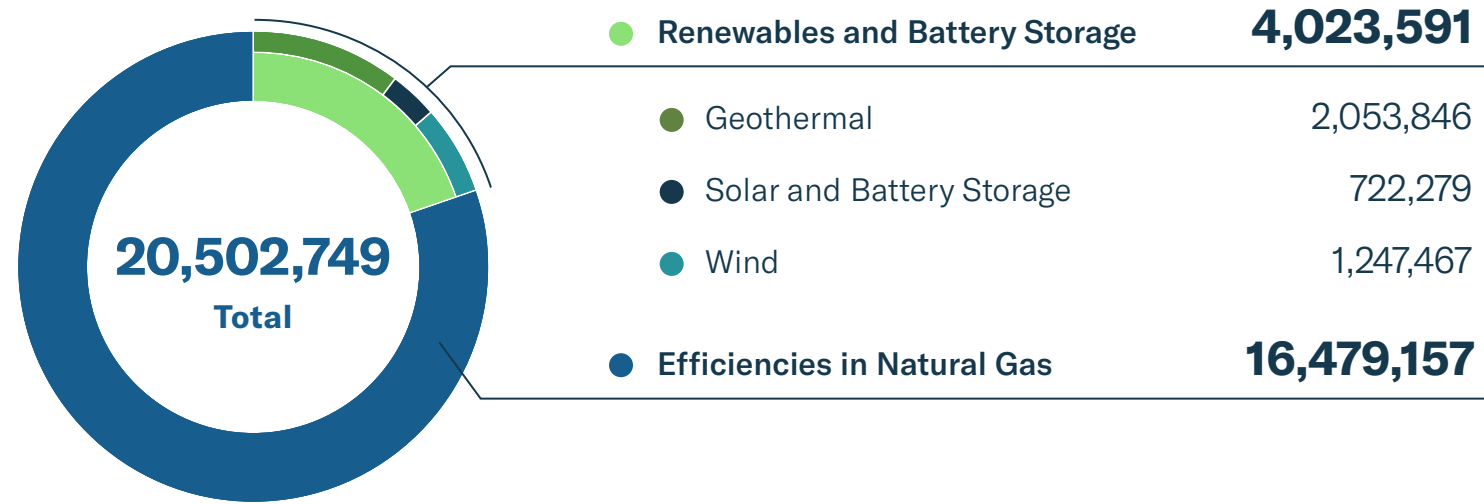 Renewables and Battery Storage 4,023,591
Geothermal 2,053,846
Solar and Battery Storage 722,279
Wind 1,247,467
20,502,749
Total
Efficiencies in Natural Gas 16,479,157